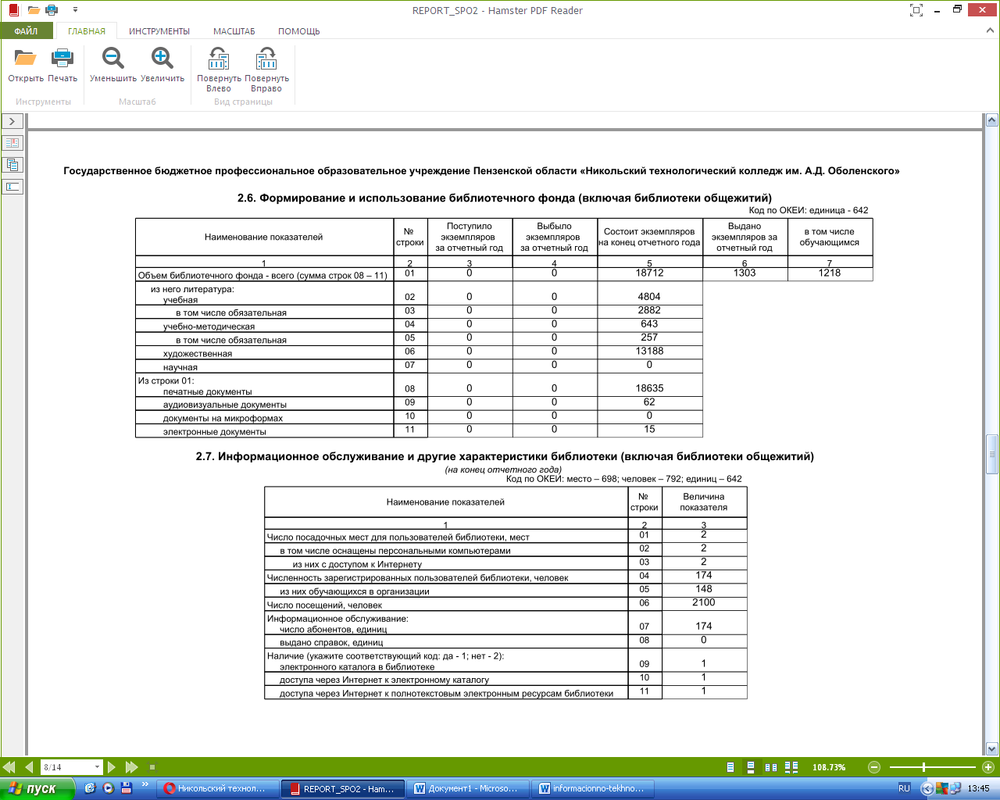 REPORT_SPO2 - Hamster PDF Reader
ФАЙЛ ГЛАВНАЯ ИНСТРУМЕНТЫ МАСШТАБ ПОМОЩЬ
Открыть Печать Уменьшить Увеличить Повернуть Влево Повернуть Вправо
Инструменты Масштаб Вид страницы
Государственное бюджетное профессиональное образовательное учреждение Пензенской области «Никольский технологический колледж им. А.Д. Оболенского»
2.6. Формирование и использование библиотечного фонда (включая библиотеки общежитий)
Код по ОКЕИ: единица - 642
Наименование показателей № строки Поступило экземпляров за отчетный год Выбыло экземпляров за отчетный год Состоит экземпляров на конец отчетного года Выдано экземпляров за отчетный год в том числе обучающимся
1 2 3 4 5 6 7
Объем библиотечного фонда - всего (сумма строк 08 – 11) 01 0 0 18712 1303 1218
из него литература:
учебная 02 0 0 4804
в том числе обязательная 03 0 0 2882
учебно-методическая 04 0 0 643
в том числе обязательная 05 0 0 257
художественная 06 0 0 13188
научная 07 0 0 0
Из строки 01:
печатные документы 08 0 0 18635
аудиовизуальные документы 09 0 0 62
документы на микроформах 10 0 0 0
электронные документы 11 0 0 15
2.7. Информационное обслуживание и другие характеристики библиотеки (включая библиотеки общежитий)
(на конец отчетного года)
Код по ОКЕИ: место – 698; человек – 792; единиц – 642
Наименование показателей № строки Величина показателя
1 2 3
Число посадочных мест для пользователей библиотеки, мест 01 2
в том числе оснащены персональными компьютерами 02 2
из них с доступом к Интернету 03 2
Численность зарегистрированных пользователей библиотеки, человек 04 174
из них обучающихся в организации 05 148
Число посещений, человек 06 2100
Информационное обслуживание:
число абонентов, единиц 07 174
выдано справок, единиц 08 0
Наличие (укажите соответствующий код: да - 1; нет - 2):
электронного каталога в библиотеке 09 1
доступа через Интернет к электронному каталогу 10 1
доступа через Интернет к полнотекстовым электронным ресурсам библиотеки 11 1
8/14 108.73%
пуск » Никольский технол... REPORT_SPO2 - Ham... Документ1 - Microso... informacionno-tekhno... RU 13:45